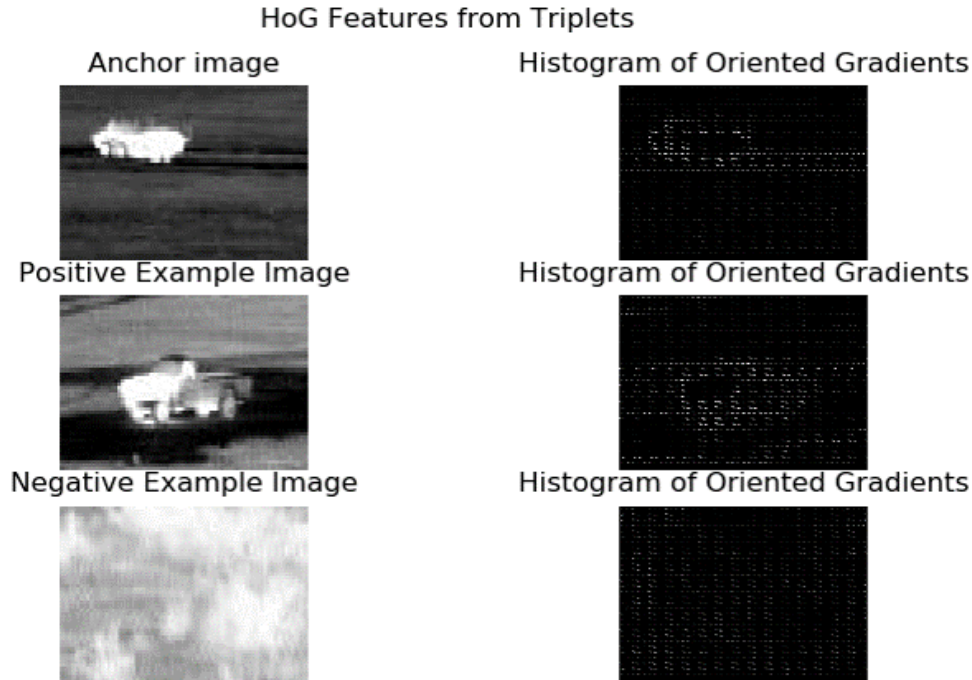 HoG Features from Triplets
Anchor image
Histogram of Oriented Gradients
Positive Example Image
Histogram of Oriented Gradients
Negative Example Image
Histogram of Oriented Gradients